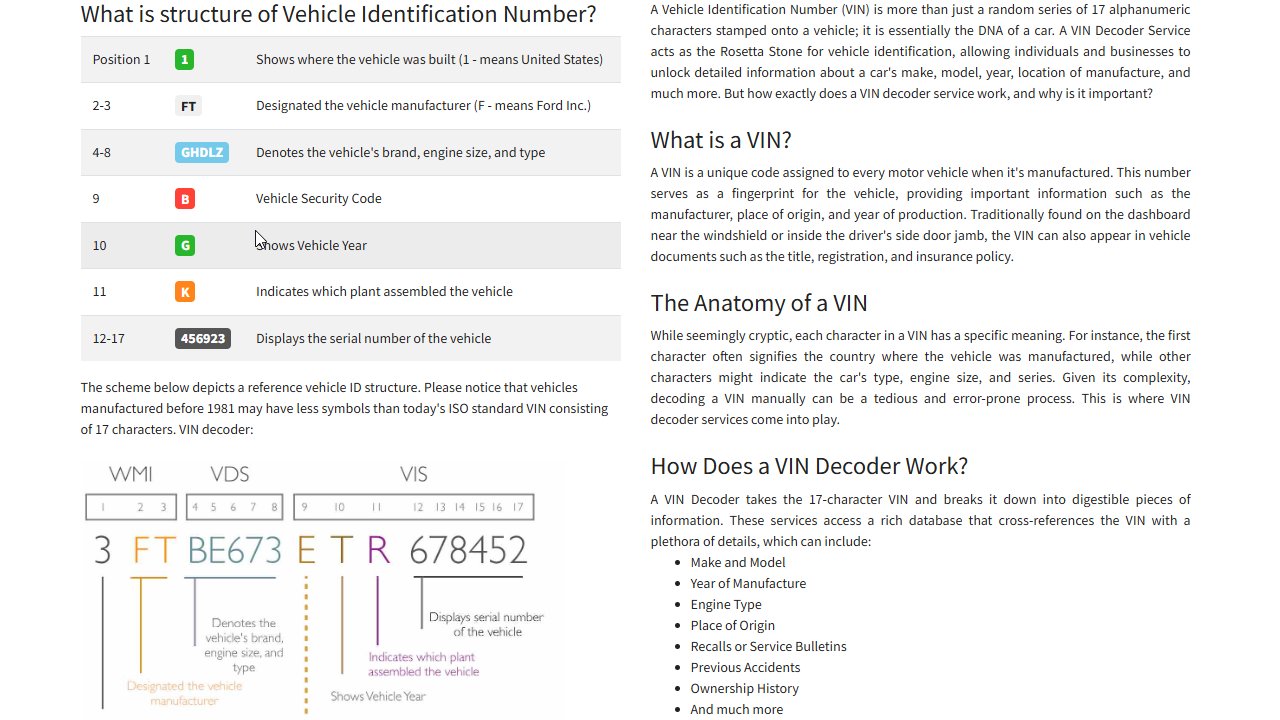 What is structure of Vehicle Identification Number?
Position 1 1 Shows where the vehicle was built (1 - means United States)
2-3 FT Designated the vehicle manufacturer (F - means Ford Inc.)
4-8 GHDLZ Denotes the vehicle's brand, engine size, and type
9 B Vehicle Security Code
10 G Shows Vehicle Year
11 K Indicates which plant assembled the vehicle
12-17 456923 Displays the serial number of the vehicle
The scheme below depicts a reference vehicle ID structure. Please notice that vehicles
manufactured before 1981 may have less symbols than today's ISO standard VIN consisting
of 17 characters. VIN decoder:
WMI VDS VIS
1 2 3 4 5 6 7 8 9 10 11 12 13 14 15 16 17
3 FT BE673 E T R 678452
Displays serial number
of the vehicle
Denotes the
vehicle's brand,
engine size, and
type
Indicates which plant
assembled the vehicle
Designated the vehicle
manufacturer
Shows Vehicle Year
A Vehicle Identification Number (VIN) is more than just a random series of 17 alphanumeric
characters stamped onto a vehicle; it is essentially the DNA of a car. A VIN Decoder Service
acts as the Rosetta Stone for vehicle identification, allowing individuals and businesses to
unlock detailed information about a car's make, model, year, location of manufacture, and
much more. But how exactly does a VIN decoder service work, and why is it important?
What is a VIN?
A VIN is a unique code assigned to every motor vehicle when it's manufactured. This number
serves as a fingerprint for the vehicle, providing important information such as the
manufacturer, place of origin, and year of production. Traditionally found on the dashboard
near the windshield or inside the driver's side door jamb, the VIN can also appear in vehicle
documents such as the title, registration, and insurance policy.
The Anatomy of a VIN
While seemingly cryptic, each character in a VIN has a specific meaning. For instance, the first
character often signifies the country where the vehicle was manufactured, while other
characters might indicate the car's type, engine size, and series. Given its complexity,
decoding a VIN manually can be a tedious and error-prone process. This is where VIN
decoder services come into play.
How Does a VIN Decoder Work?
A VIN Decoder takes the 17-character VIN and breaks it down into digestible pieces of
information. These services access a rich database that cross-references the VIN with a
plethora of details, which can include:
Make and Model
Year of Manufacture
Engine Type
Place of Origin
Recalls or Service Bulletins
Previous Accidents
Ownership History
And much more